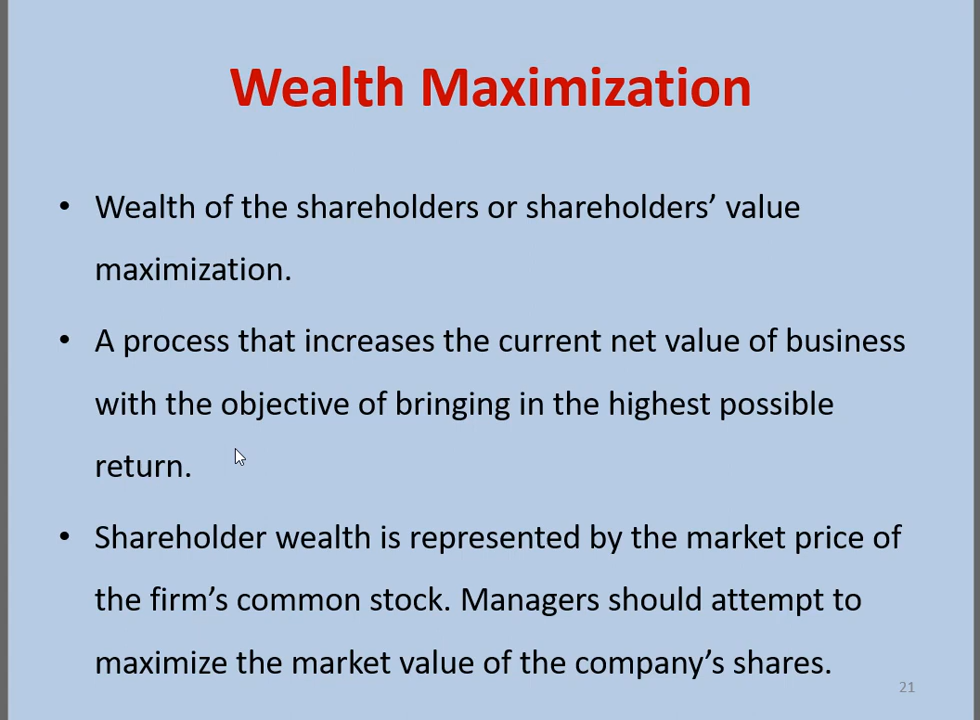 Wealth Maximization
• Wealth of the shareholders or shareholders’ value
maximization.
• A process that increases the current net value of business
with the objective of bringing in the highest possible
return.
• Shareholder wealth is represented by the market price of
the firm’s common stock. Managers should attempt to
maximize the market value of the company’s shares.
21